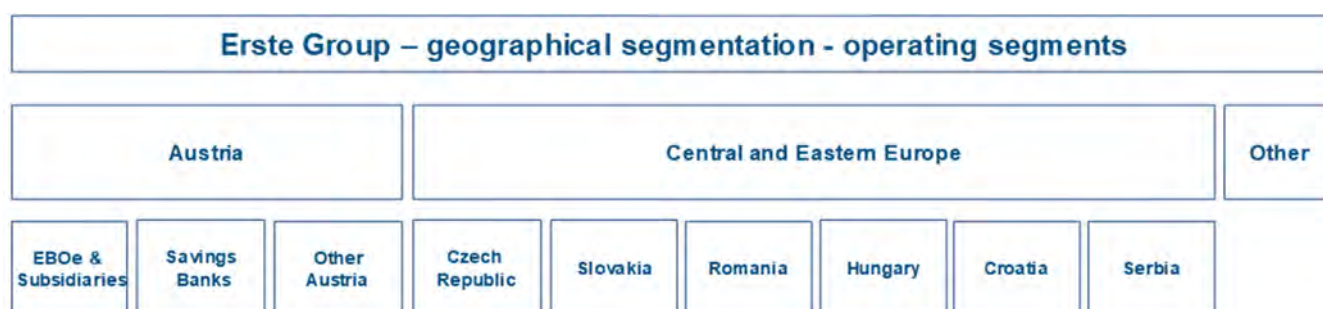 Erste Group – geographical segmentation - operating segments
Austria
Central and Eastern Europe
Other
EBOe &
Subsidiaries
Savings
Banks
Other
Austria
Czech
Republic
Slovakia
Romania
Hungary
Croatia
Serbia